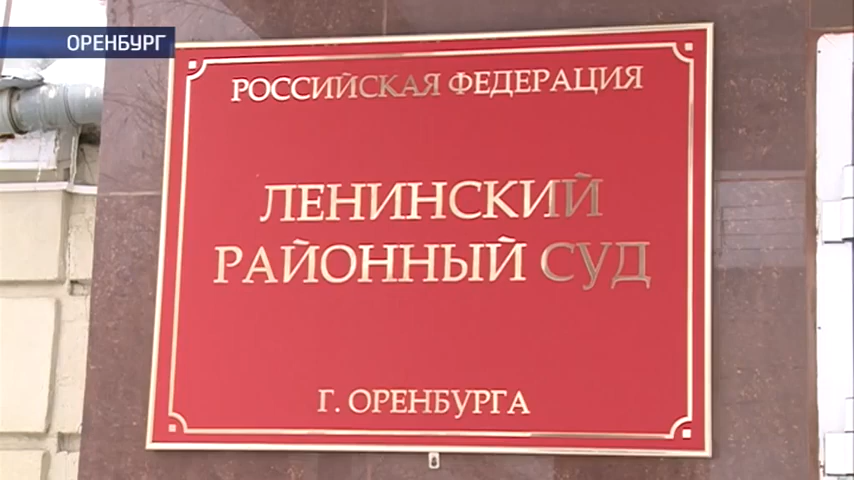 ОРЕНБУРГ
РОССИЙСКАЯ ФЕДЕРАЦИЯ
ЛЕНИНСКИЙ
РАЙОННЫЙ СУД
Г. ОРЕНБУРГА